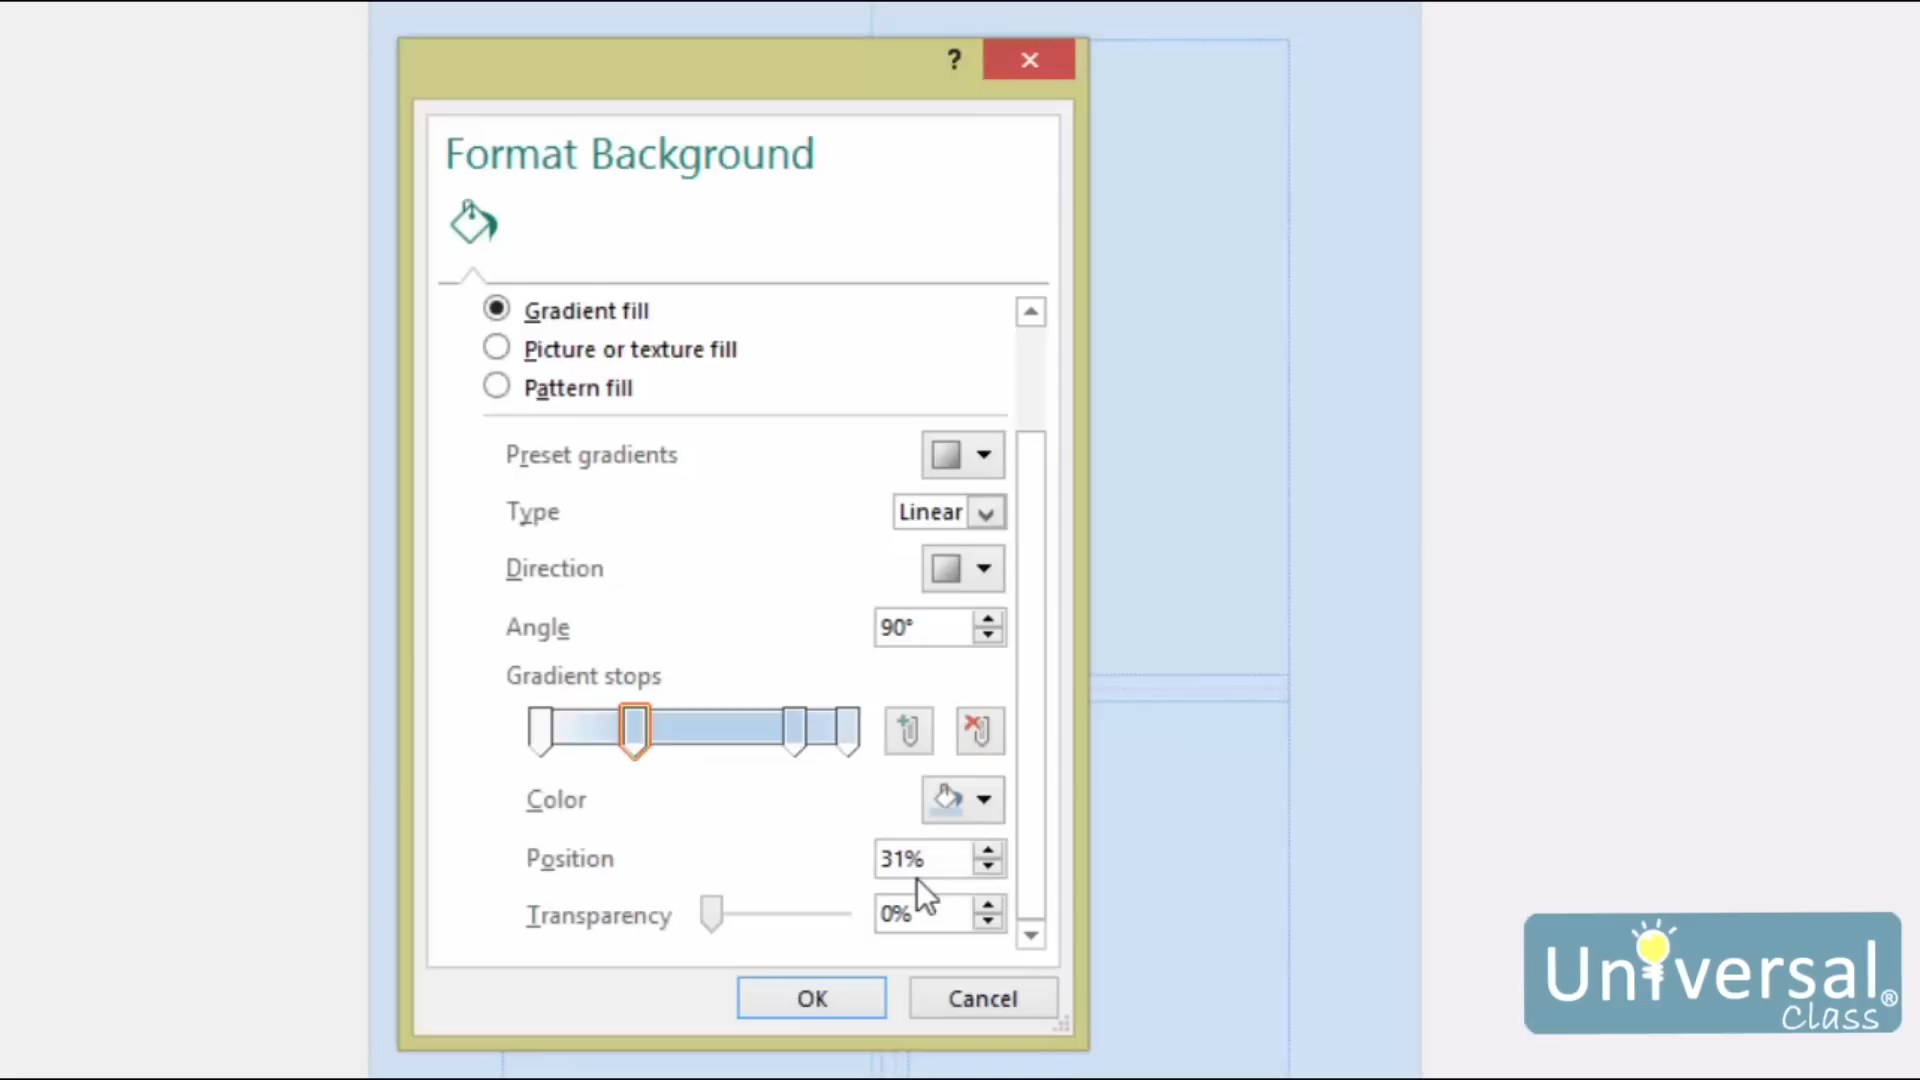 ?
Format Background
Gradient fill
Picture or texture fill
Pattern fill
Preset gradients
Type
Linear
Direction
Angle
90°
Gradient stops
Color
Position
31%
Transparency
0%
OK
Cancel
Universal®
Class